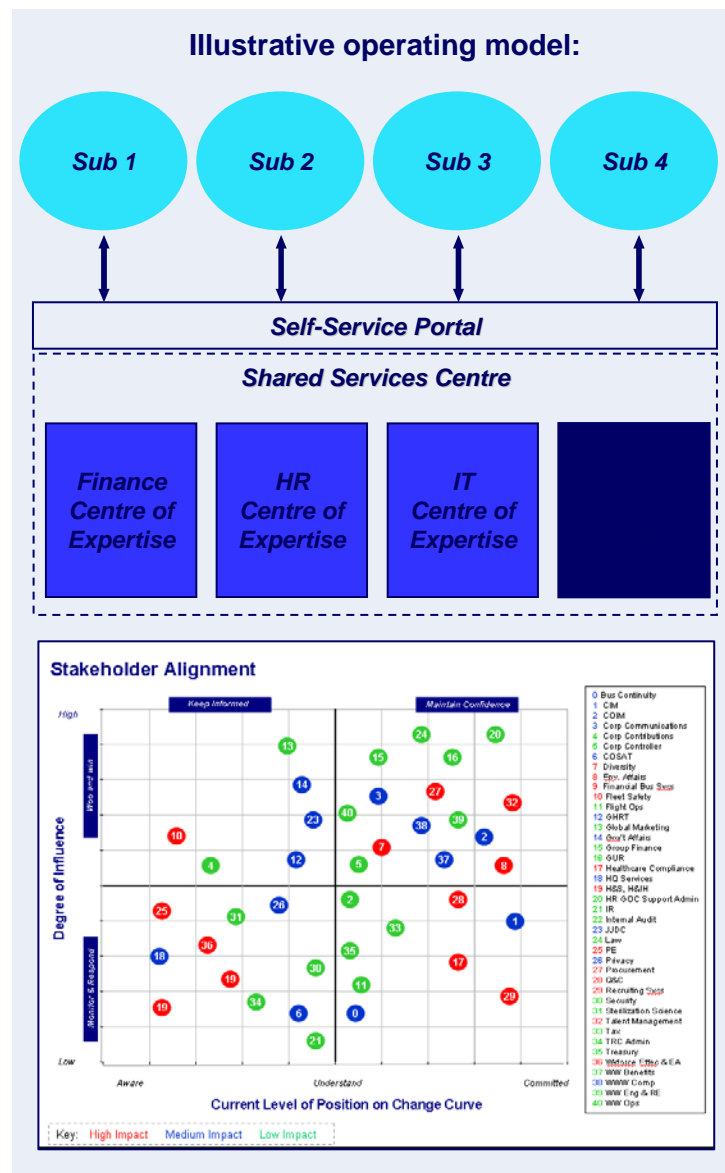 Illustrative operating model:
Sub 1
Sub 2
Sub 3
Sub 4
Self-Service Portal
Shared Services Centre
Finance
Centre of
Expertise
HR
Centre of
Expertise
IT
Centre of
Expertise
Stakeholder Alignment
Keep Informed
Maintain Confidence
High
Woo and win
Degree of Influence
Monitor & Respond
Low
24
20
13
15
16
14
3
27
32
40
23
38
39
2
10
7
12
37
4
5
8
2
28
26
25
31
1
33
36
35
18
17
30
19
11
29
34
19
6
0
21
Aware
Understand
Committed
Current Level of Position on Change Curve
Key: High Impact Medium Impact Low Impact
0 Bus Continuity
1 CIM
2 COIM
3 Corp Communications
4 Corp Contributions
5 Corp Controller
6 COSAT
7 Diversity
8 Env. Affairs
9 Financial Bus Svcs
10 Fleet Safety
11 Flight Ops
12 GHRT
13 Global Marketing
14 Gov't Affairs
15 Group Finance
16 GUR
17 Healthcare Compliance
18 HQ Services
19 H&S, H&IH
20 HR GOC Support Admin
21 IR
22 Internal Audit
23 JJDC
24 Law
25 PE
26 Privacy
27 Procurement
28 Q&C
29 Recruiting Svcs
30 Security
31 Sterilization Science
32 Talent Management
33 Tax
34 TRC Admin
35 Treasury
36 Wkforce Effec & EA
37 WW Benefits
38 WWW Comp
39 WW Eng & RE
40 WW Ops